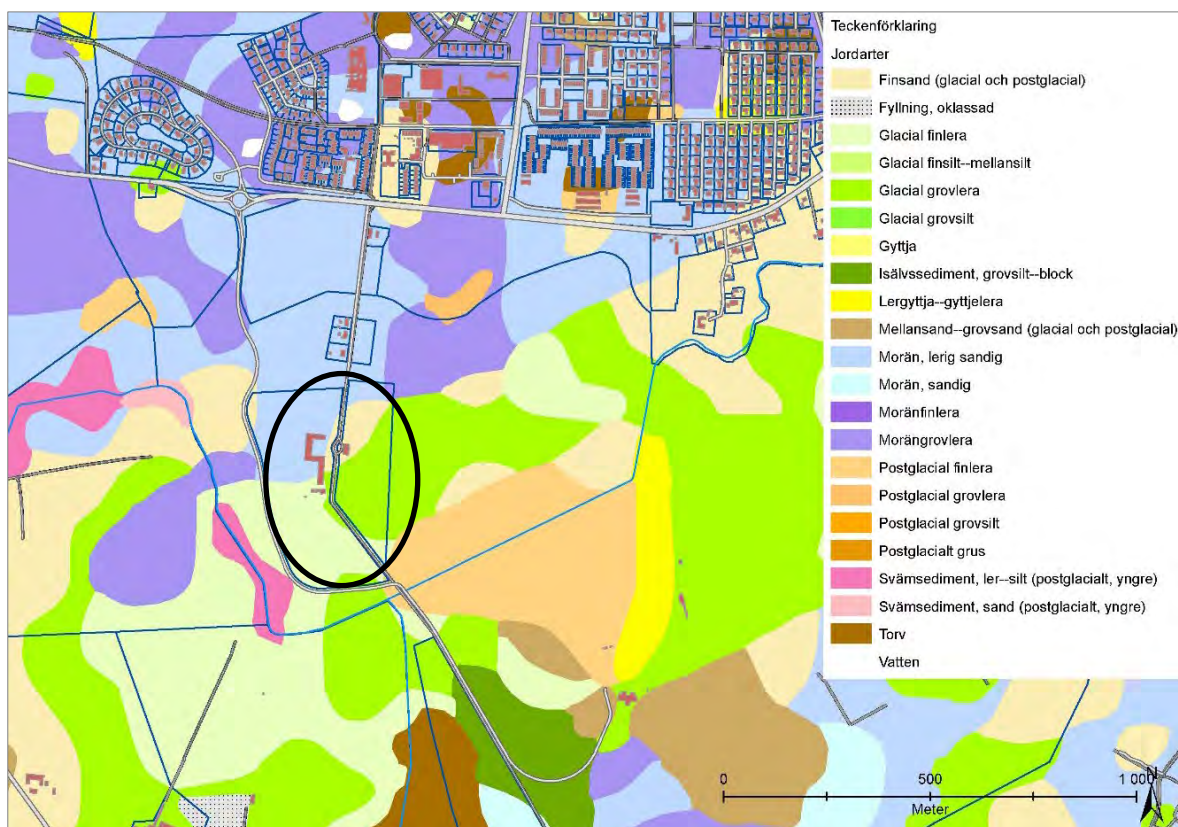 Teckenförklaring
Jordarter
Finsand (glacial och postglacial)
Fyllning, oklassad
Glacial finlera
Glacial finsilt--mellansilt
Glacial grovlera
Glacial grovsilt
Gyttja
Isälvssediment, grovsilt--block
Lergyttja--gyttjelera
Mellansand--grovsand (glacial och postglacial)
Morän, lerig sandig
Morän, sandig
Moränfinlera
Morängrovlera
Postglacial finlera
Postglacial grovlera
Postglacial grovsilt
Postglacialt grus
Svämsediment, ler--silt (postglacialt, yngre)
Svämsediment, sand (postglacialt, yngre)
Torv
Vatten
0 500 1 000
Meter